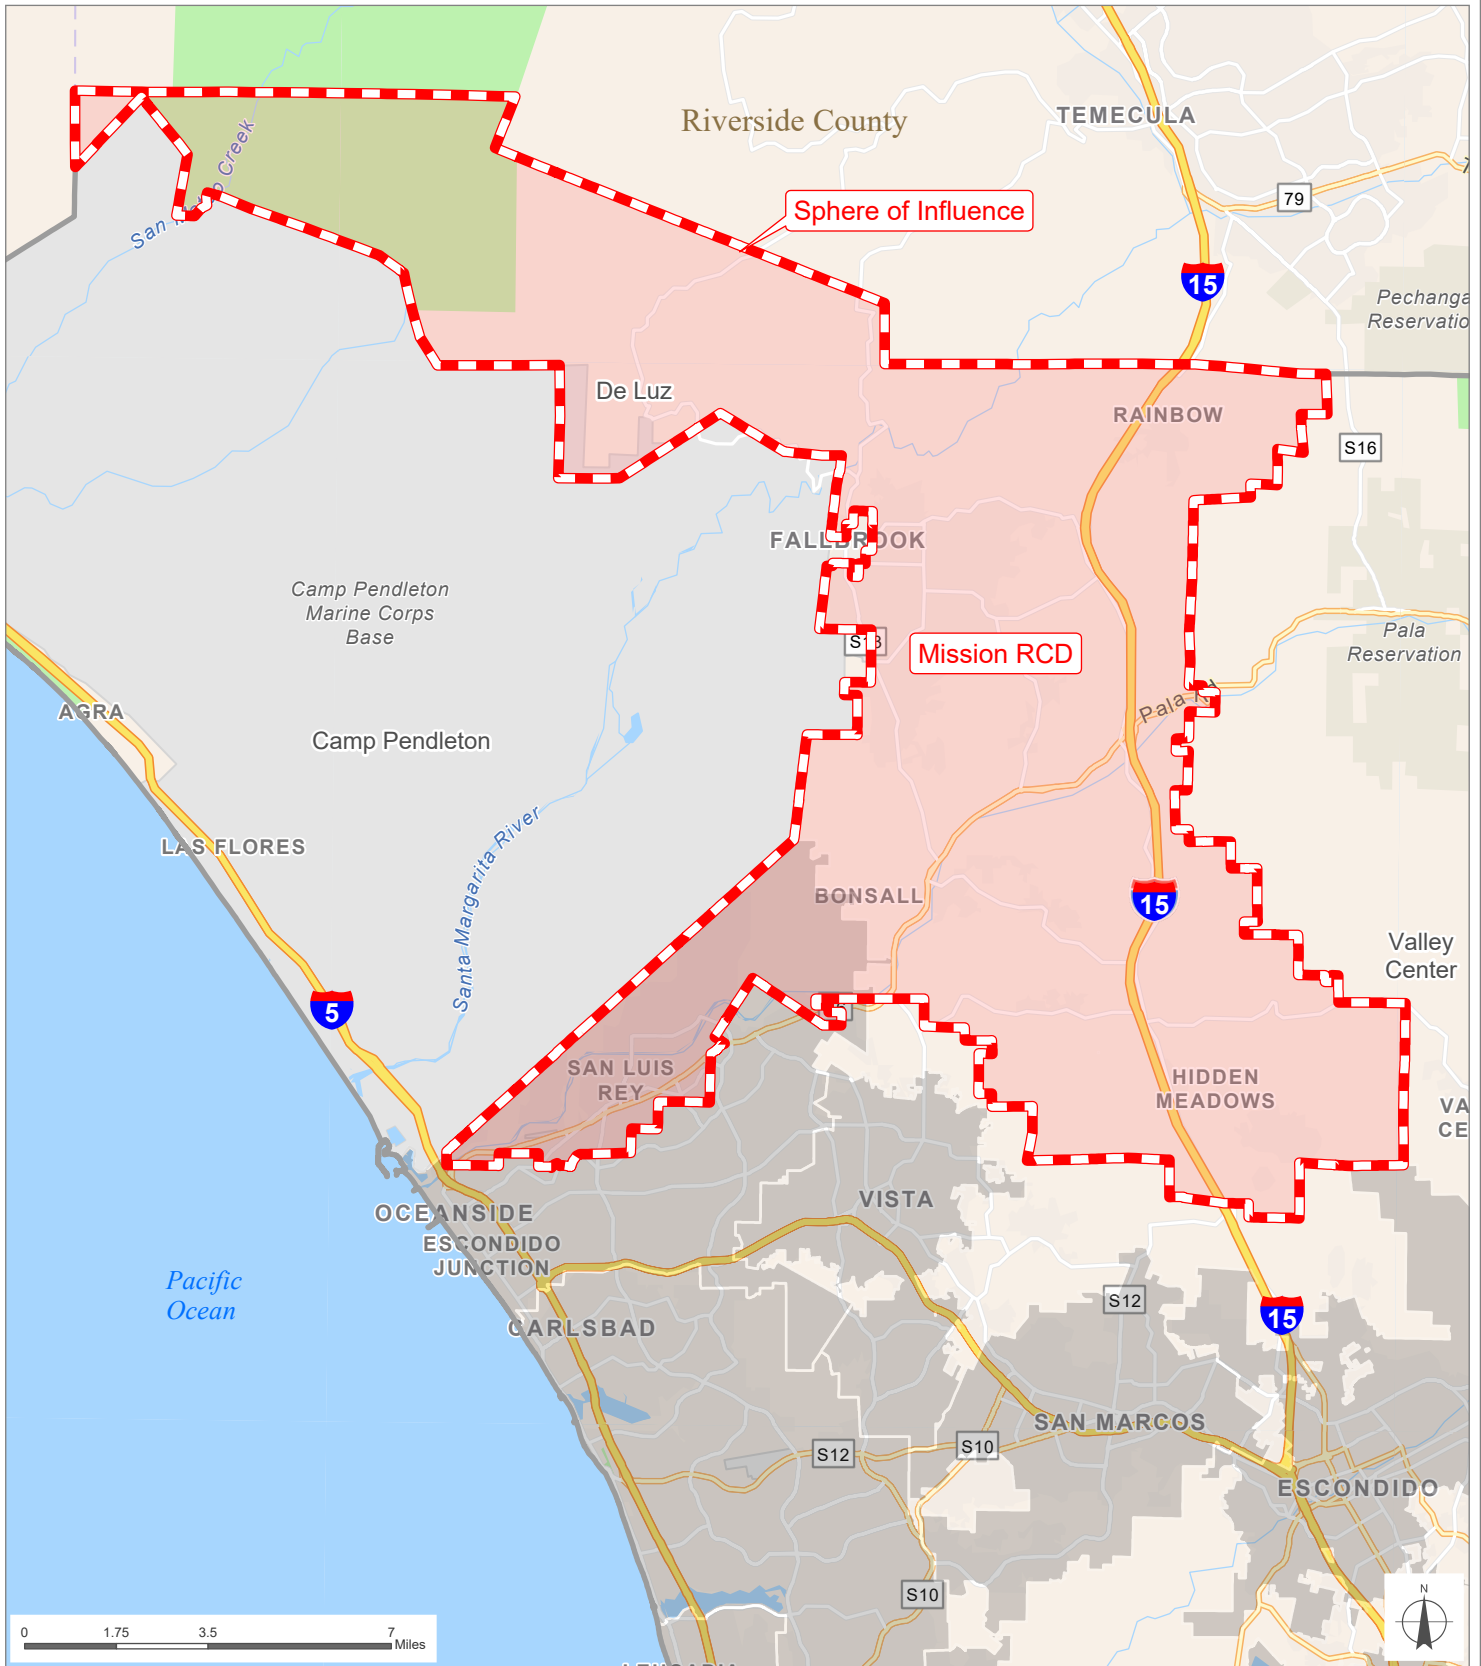 Riverside County
TEMECULA
79
Sphere of Influence
San Mateo Creek
15
Pechanga
Reservatio
De Luz
RAINBOW
S16
FALLBROOK
Camp Pendleton
Marine Corps
Base
S13
Mission RCD
Pala
Reservation
Pala Rd
AGRA
Camp Pendleton
LAS FLORES
Santa Margarita River
BONSALL
15
Valley
Center
5
SAN LUIS
REY
HIDDEN
MEADOWS
VA
CE
VISTA
OCEANSIDE
ESCONDIDO
JUNCTION
Pacific
Ocean
S12
15
CARLSBAD
SAN MARCOS
S12
S10
ESCONDIDO
S10
N
0 1.75 3.5 7
Miles